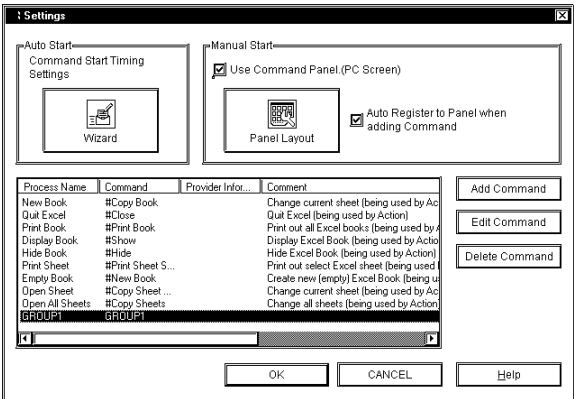 Settings
Auto Start
Manual Start
Command Start Timing
Settings
Use Command Panel.(PC Screen)
Wizard
Panel Layout
Auto Register to Panel when
adding Command
Process Name Command Provider Infor... Comment
New Book #Copy Book Change current sheet (being used by Ac
Quit Excel #Close Quit Excel (being used by Action)
Print Book #Print Book Print out all Excel books (being used by
Display Book #Show Display Excel Book (being used by Actio
Hide Book #Hide Hide Excel Book (being used by Action)
Print Sheet #Print Sheet S... Print out select Excel sheet (being used
Empty Book #New Book Create new (empty) Excel Book (being
Open Sheet #Copy Sheet ... Change current sheet (being used by Ac
Open All Sheets #Copy Sheets Change all sheets (being used by Action)
GROUP1 GROUP1
Add Command
Edit Command
Delete Command
OK
CANCEL
Help